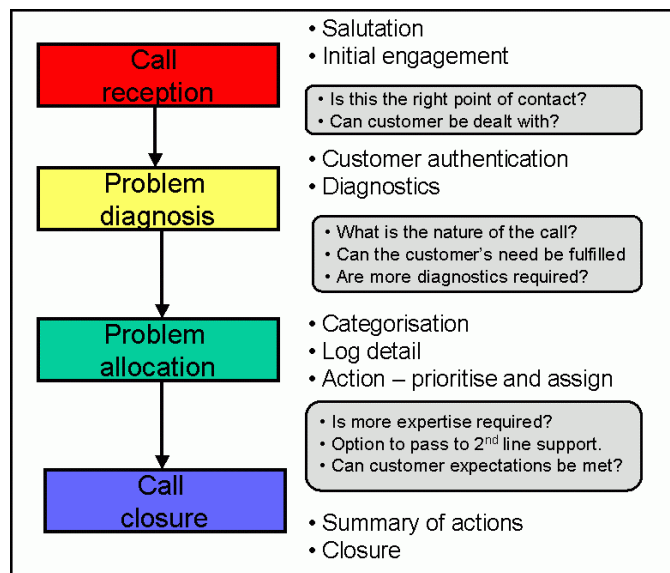 • Salutation
• Initial engagement
Call
reception
• Is this the right point of contact?
• Can customer be dealt with?
• Customer authentication
• Diagnostics
Problem
diagnosis
• What is the nature of the call?
• Can the customer's need be fulfilled
• Are more diagnostics required?
• Categorisation
• Log detail
• Action – prioritise and assign
Problem
allocation
• Is more expertise required?
• Option to pass to 2nd line support.
• Can customer expectations be met?
Call
closure
• Summary of actions
• Closure